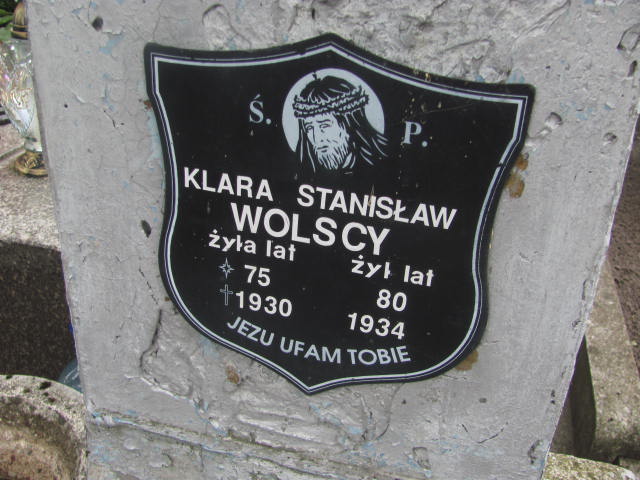 Ś. P.
KLARA STANISŁAW
WOLSCY
żyła lat żył lat
75 80
1930 1934
JEZU UFAM TOBIE